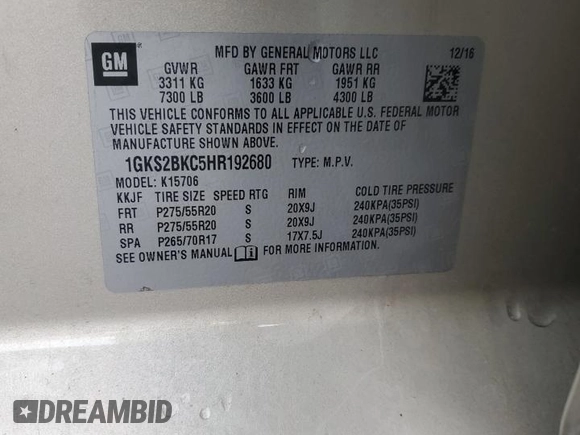 GM
MFD BY GENERAL MOTORS LLC 12/16
GVWR GAWR FRT GAWR RR
3311 KG 1633 KG 1951 KG
7300 LB 3600 LB 4300 LB
THIS VEHICLE CONFORMS TO ALL APPLICABLE U.S. FEDERAL MOTOR
VEHICLE SAFETY STANDARDS IN EFFECT ON THE DATE OF
MANUFACTURE SHOWN ABOVE.
1GKS2BKC5HR192680 TYPE: M.P.V.
MODEL: K15706
KKJF TIRE SIZE SPEED RTG RIM COLD TIRE PRESSURE
FRT P275/55R20 S 20X9J 240KPA(35PSI)
RR P275/55R20 S 20X9J 240KPA(35PSI)
SPA P265/70R17 S 17X7.5J 240KPA(35PSI)
SEE OWNER'S MANUAL FOR MORE INFORMATION.
DREAMBID